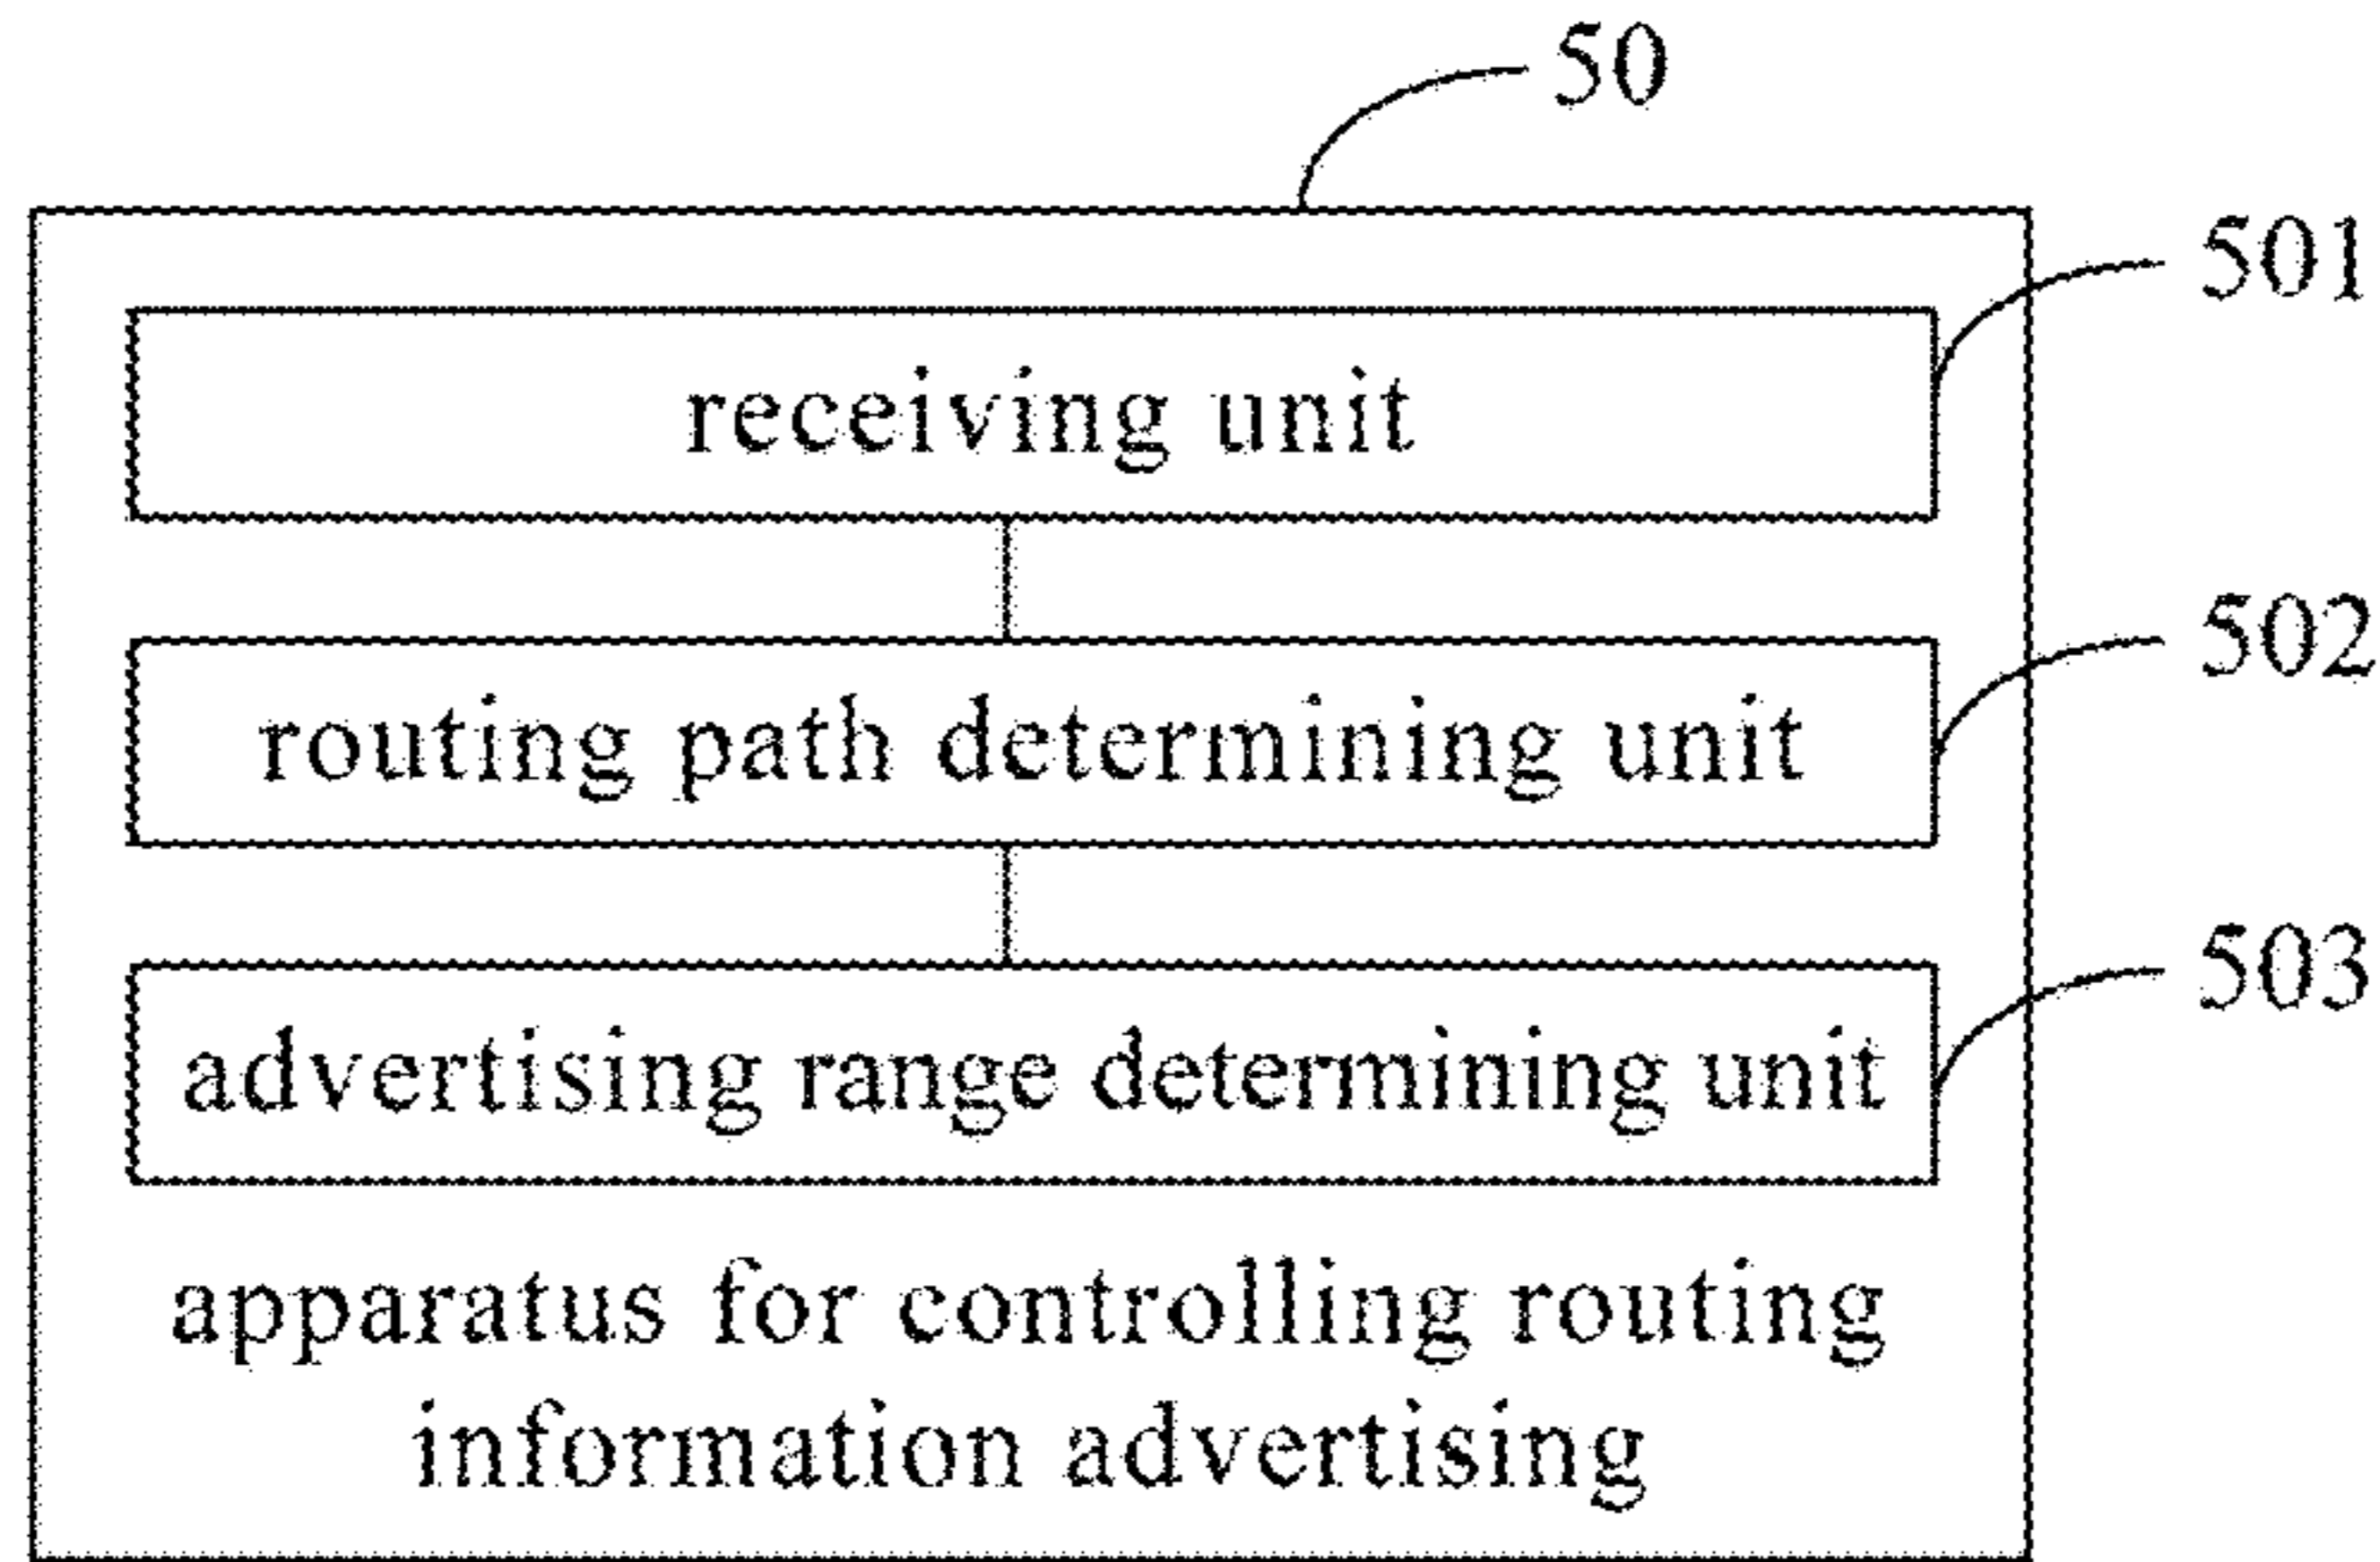 50
501
receiving unit
502
routing path determining unit
503
advertising range determining unit
apparatus for controlling routing
information advertising